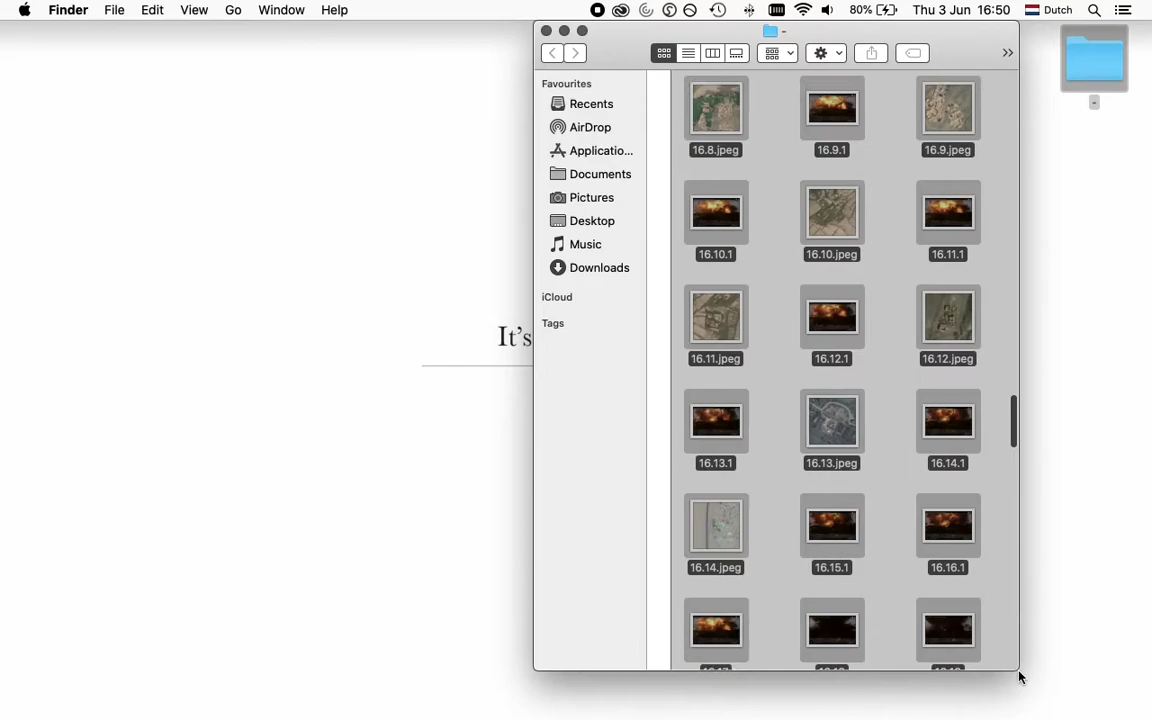 Finder File Edit View Go Window Help 80% Thu 3 Jun 16:50 Dutch
-
-
Favourites
Recents
AirDrop
Applicatio...
Documents
Pictures
Desktop
Music
Downloads
iCloud
Tags
16.8.jpeg 16.9.1 16.9.jpeg
16.10.1 16.10.jpeg 16.11.1
16.11.jpeg 16.12.1 16.12.jpeg
16.13.1 16.13.jpeg 16.14.1
16.14.jpeg 16.15.1 16.16.1
It's